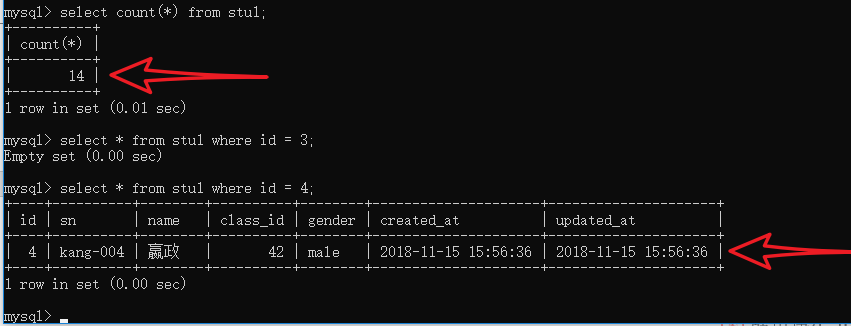 mysql> select count(*) from stu1;
+----------+
| count(*) |
+----------+
|       14 |
+----------+
1 row in set (0.01 sec)
mysql> select * from stu1 where id = 3;
Empty set (0.00 sec)
mysql> select * from stu1 where id = 4;
+----+----------+------+----------+--------+---------------------+---------------------+
| id | sn       | name | class_id | gender | created_at          | updated_at          |
+----+----------+------+----------+--------+---------------------+---------------------+
|  4 | kang-004 | 嬴政 |       42 | male   | 2018-11-15 15:56:36 | 2018-11-15 15:56:36 |
+----+----------+------+----------+--------+---------------------+---------------------+
1 row in set (0.00 sec)
mysql>